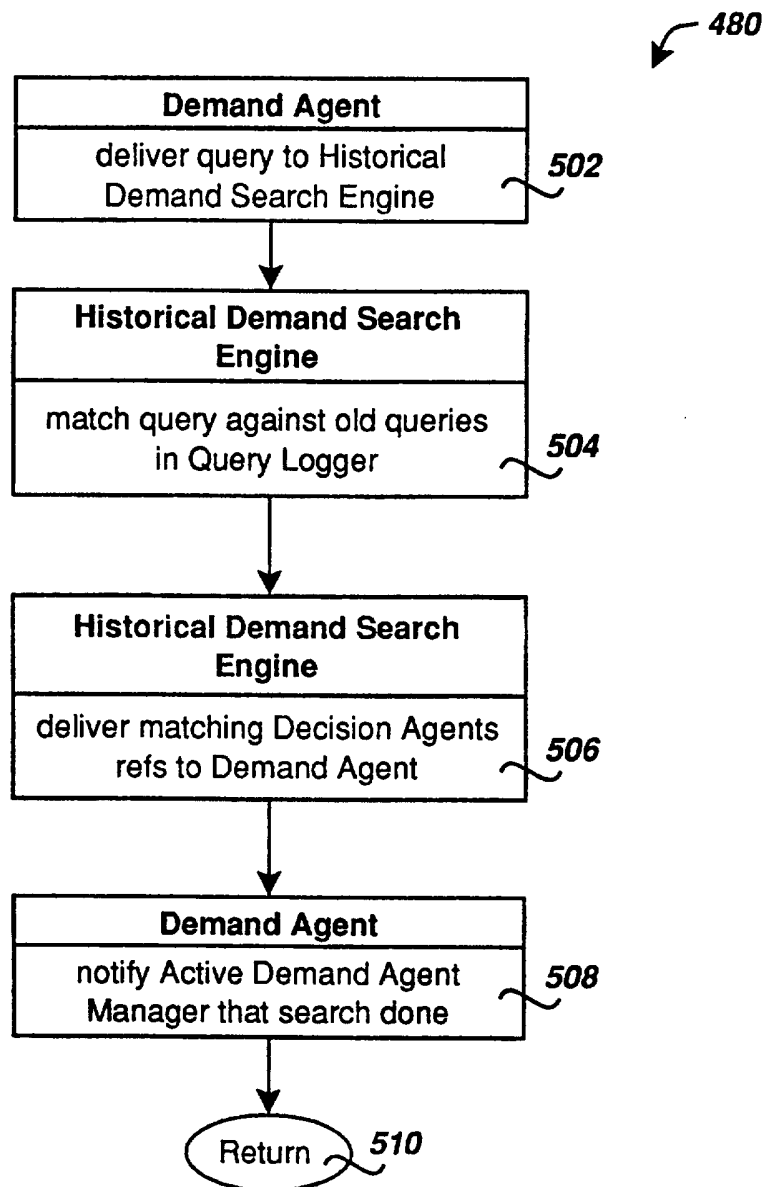 480
Demand Agent
deliver query to Historical
Demand Search Engine
502
Historical Demand Search
Engine
match query against old queries
in Query Logger
504
Historical Demand Search
Engine
deliver matching Decision Agents
refs to Demand Agent
506
Demand Agent
notify Active Demand Agent
Manager that search done
508
Return
510